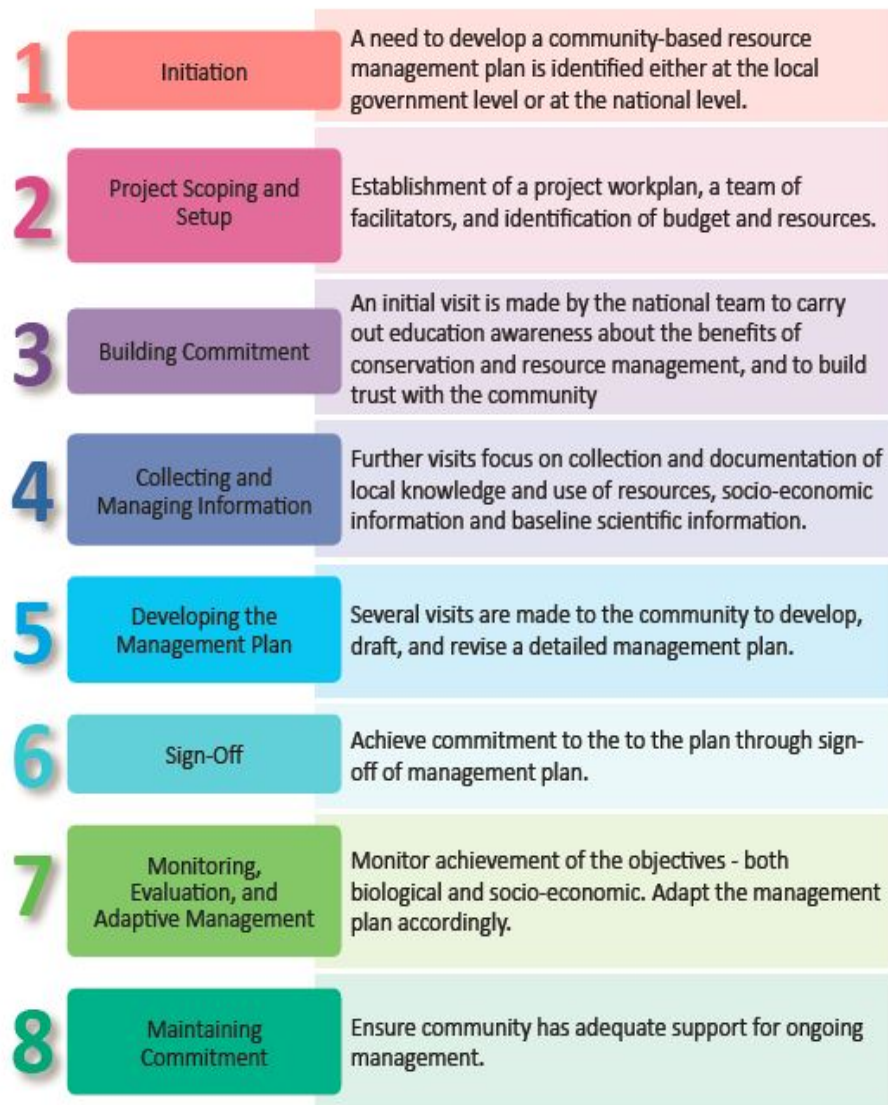 1
Initiation
A need to develop a community-based resource
management plan is identified either at the local
government level or at the national level.
2
Project Scoping and
Setup
Establishment of a project workplan, a team of
facilitators, and identification of budget and resources.
3
Building Commitment
An initial visit is made by the national team to carry
out education awareness about the benefits of
conservation and resource management, and to build
trust with the community
4
Collecting and
Managing Information
Further visits focus on collection and documentation of
local knowledge and use of resources, socio-economic
information and baseline scientific information.
5
Developing the
Management Plan
Several visits are made to the community to develop,
draft, and revise a detailed management plan.
6
Sign-Off
Achieve commitment to the to the plan through sign-
off of management plan.
7
Monitoring,
Evaluation, and
Adaptive Management
Monitor achievement of the objectives - both
biological and socio-economic. Adapt the management
plan accordingly.
8
Maintaining
Commitment
Ensure community has adequate support for ongoing
management.